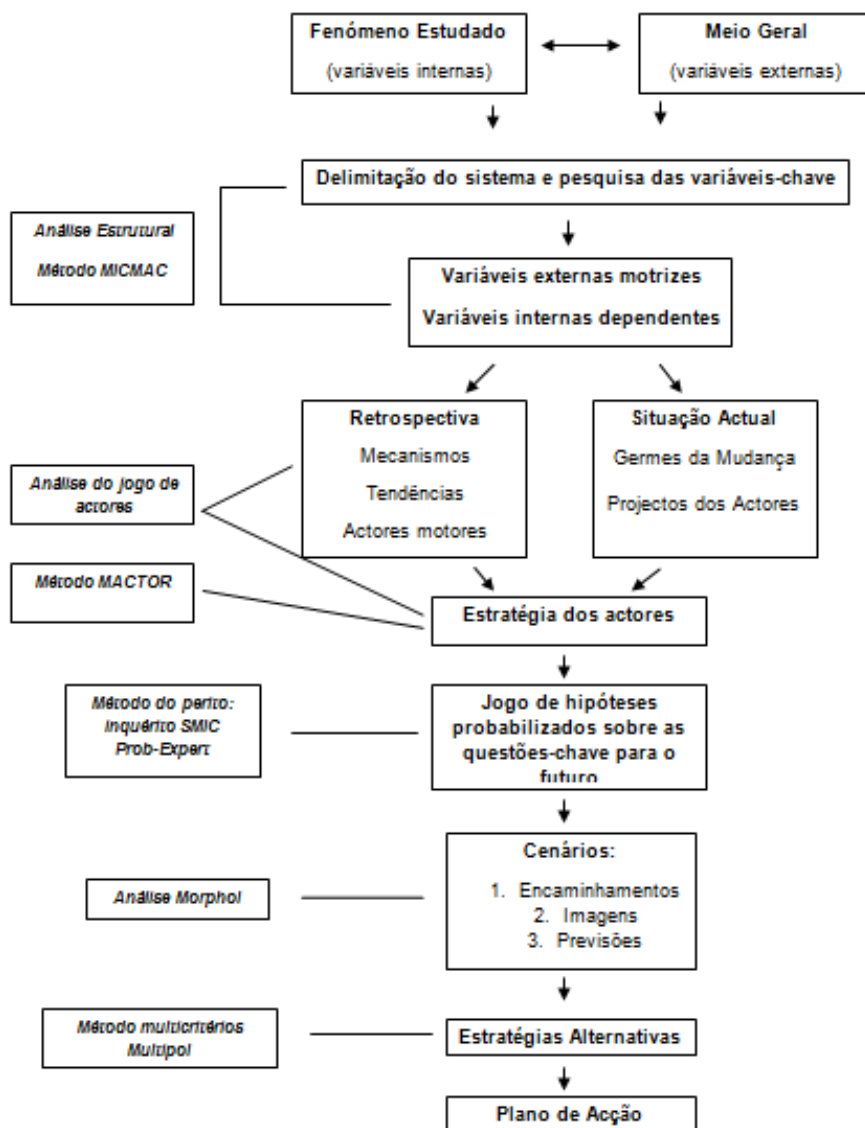 Fenómeno Estudado
(variáveis internas)
Meio Geral
(variáveis externas)
Delimitação do sistema e pesquisa das variáveis-chave
Análise Estrutural
Método MICMAC
Variáveis externas motrizes
Variáveis internas dependentes
Retrospectiva
Mecanismos
Tendências
Actores motores
Situação Actual
Germes da Mudança
Projectos dos Actores
Análise do jogo de
actores
Método MACTOR
Estratégia dos actores
Método do perito:
Inquérito SMIC
Prob-Expert
Jogo de hipóteses
probabilizados sobre as
questões-chave para o
futuro
Cenários:
1. Encaminhamentos
2. Imagens
3. Previsões
Análise Morphol
Método multicritérios
Multipol
Estratégias Alternativas
Plano de Acção